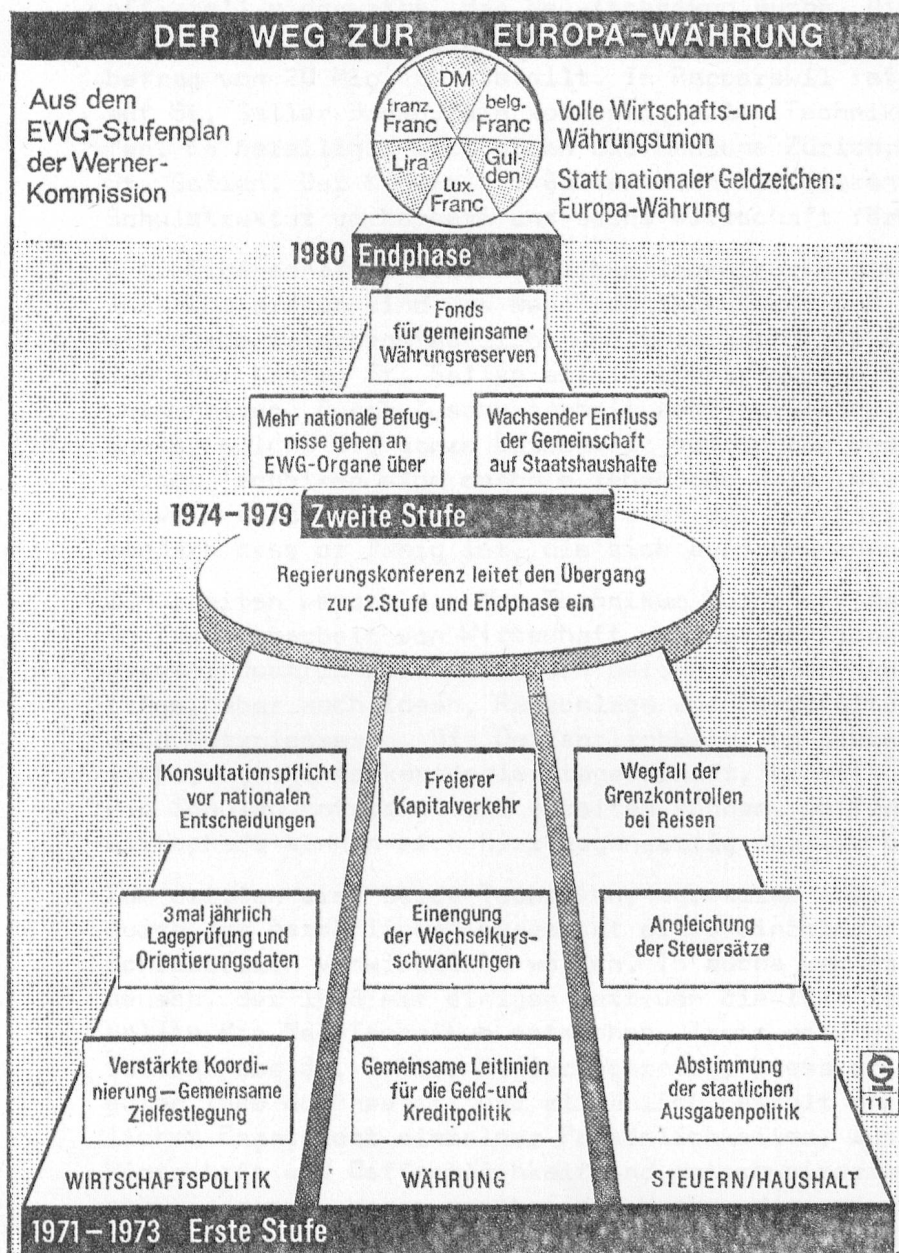 DER WEG ZUR EUROPA-WÄHRUNG
Aus dem
EWG-Stufenplan
der Werner-
Kommission
DM
franz.
Franc
belg.
Franc
Lira
Gul-
den
Lux.
Franc
Volle Wirtschafts-und
Währungsunion
Statt nationaler Geldzeichen:
Europa-Währung
1980 Endphase
Fonds
für gemeinsame
Währungsreserven
Mehr nationale Befug-
nisse gehen an
EWG-Organe über
Wachsender Einfluss
der Gemeinschaft
auf Staatshaushalte
1974–1979 Zweite Stufe
Regierungskonferenz leitet den Übergang
zur 2.Stufe und Endphase ein
Konsultationspflicht
vor nationalen
Entscheidungen
Freierer
Kapitalverkehr
Wegfall der
Grenzkontrollen
bei Reisen
3mal jährlich
Lageprüfung und
Orientierungsdaten
Einengung
der Wechselkurs-
schwankungen
Angleichung
der Steuersätze
Verstärkte Koordi-
nierung — Gemeinsame
Zielfestlegung
Gemeinsame Leitlinien
für die Geld-und
Kreditpolitik
Abstimmung
der staatlichen
Ausgabenpolitik
G
111
WIRTSCHAFTSPOLITIK
WÄHRUNG
STEUERN/HAUSHALT
1971–1973 Erste Stufe